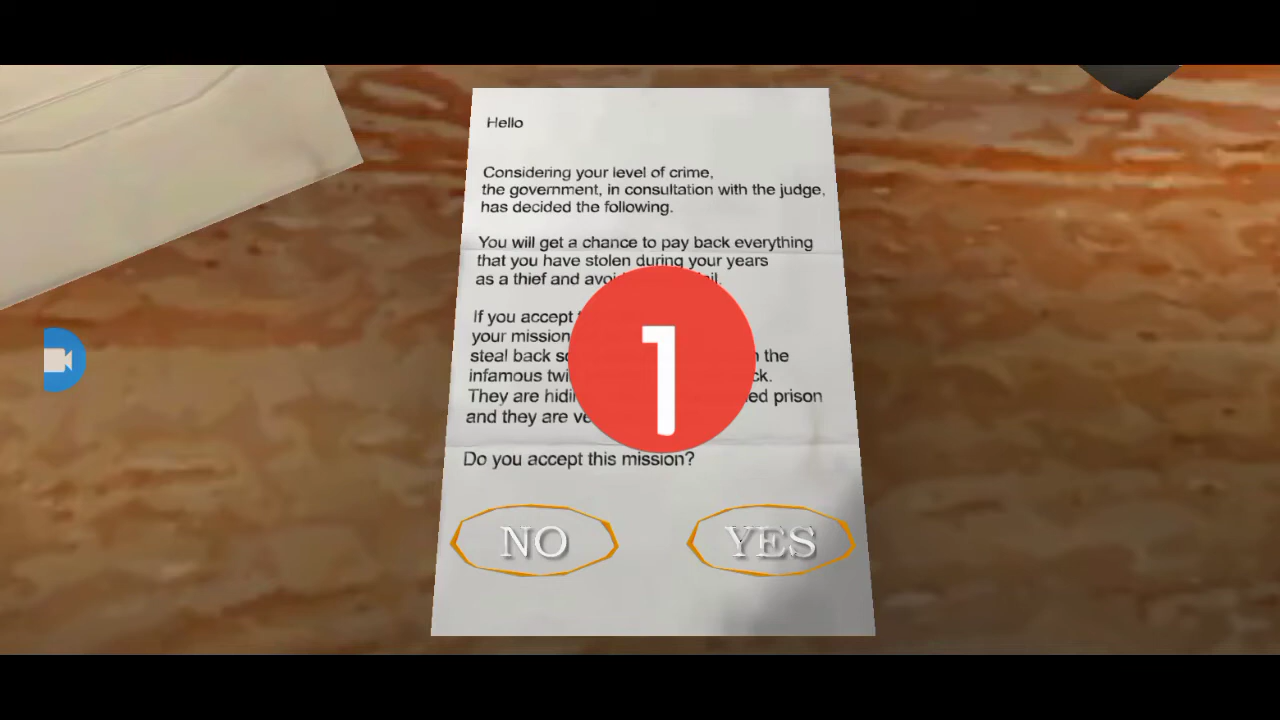 Hello
Considering your level of crime,
the government, in consultation with the judge,
has decided the following.
You will get a chance to pay back everything
that you have stolen during your years
as a thief and
If you accept
your mission
steal back the
infamous
They are prison
and they are
Do you accept this mission?
NO YES
1